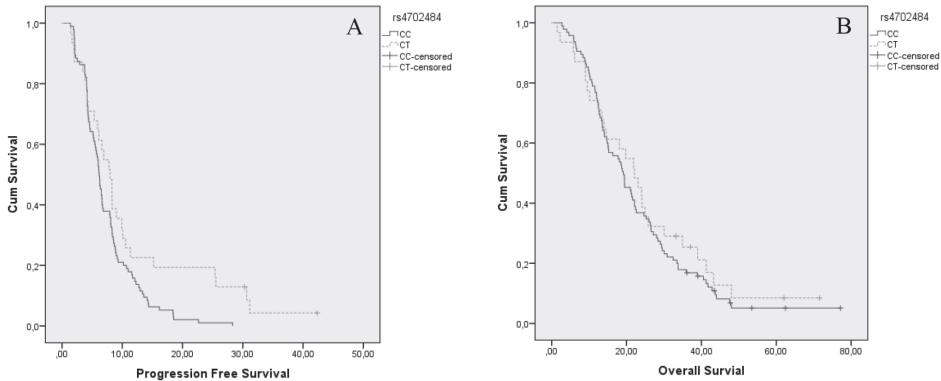 A
rs4702484
CC
CT
CC-censored
CT-censored
Cum Survival
1,0
0,8
0,6
0,4
0,2
0,0
,00 10,00 20,00 30,00 40,00 50,00
Progression Free Survival
B
rs4702484
CC
CT
CC-censored
CT-censored
Cum Survival
1,0
0,8
0,6
0,4
0,2
0,0
,00 20,00 40,00 60,00 80,00
Overall Survial